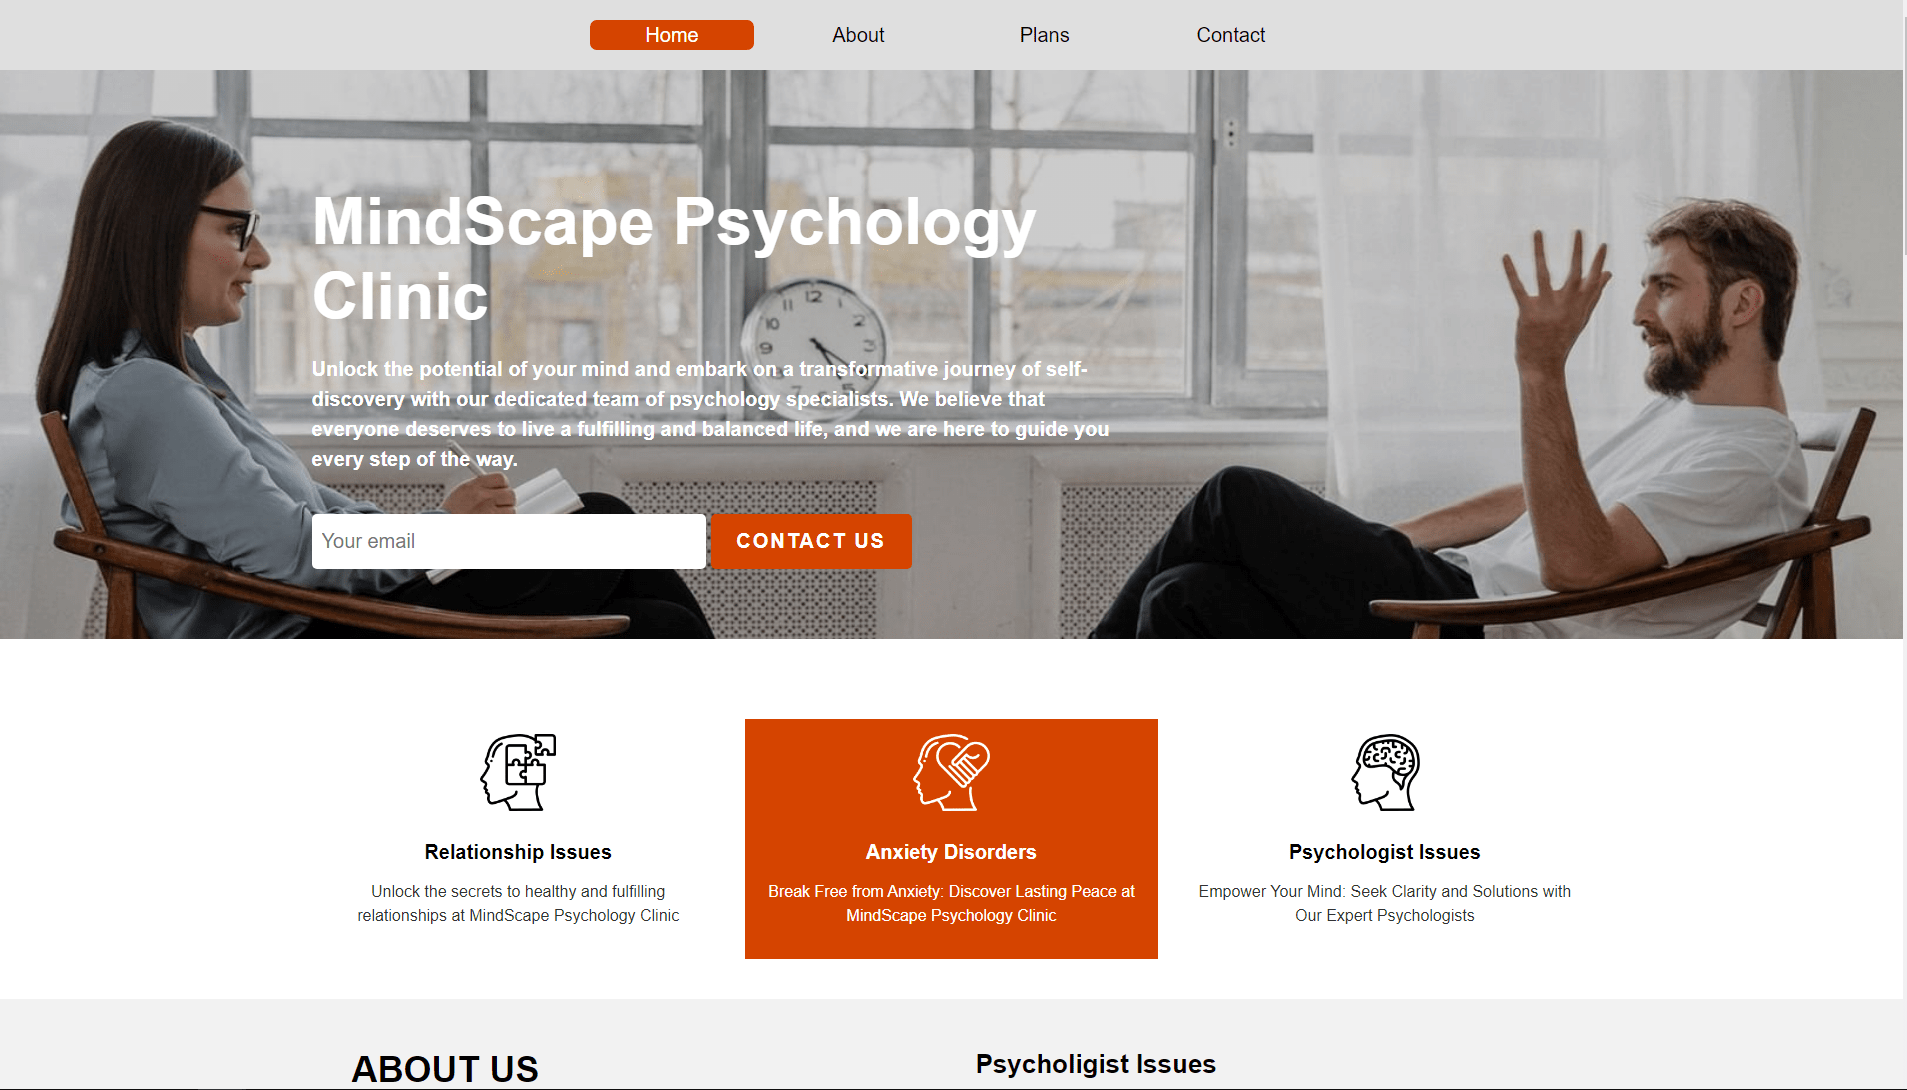 Home About Plans Contact
MindScape Psychology
Clinic
12
Unlock the potential of your mind and embark on a transformative journey of self-
discovery with our dedicated team of psychology specialists. We believe that
everyone deserves to live a fulfilling and balanced life, and we are here to guide you
every step of the way.
Your email CONTACT US
Relationship Issues
Unlock the secrets to healthy and fulfilling
relationships at MindScape Psychology Clinic
Anxiety Disorders
Break Free from Anxiety: Discover Lasting Peace at
MindScape Psychology Clinic
Psychologist Issues
Empower Your Mind: Seek Clarity and Solutions with
Our Expert Psychologists
ABOUT US
Psycholigist Issues